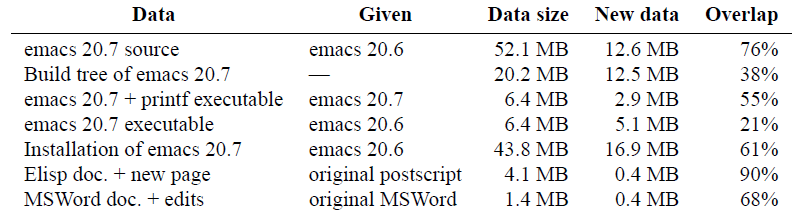 Data Given Data size New data Overlap
emacs 20.7 source emacs 20.6 52.1 MB 12.6 MB 76%
Build tree of emacs 20.7 — 20.2 MB 12.5 MB 38%
emacs 20.7 + printf executable emacs 20.7 6.4 MB 2.9 MB 55%
emacs 20.7 executable emacs 20.6 6.4 MB 5.1 MB 21%
Installation of emacs 20.7 emacs 20.6 43.8 MB 16.9 MB 61%
Elisp doc. + new page original postscript 4.1 MB 0.4 MB 90%
MSWord doc. + edits original MSWord 1.4 MB 0.4 MB 68%